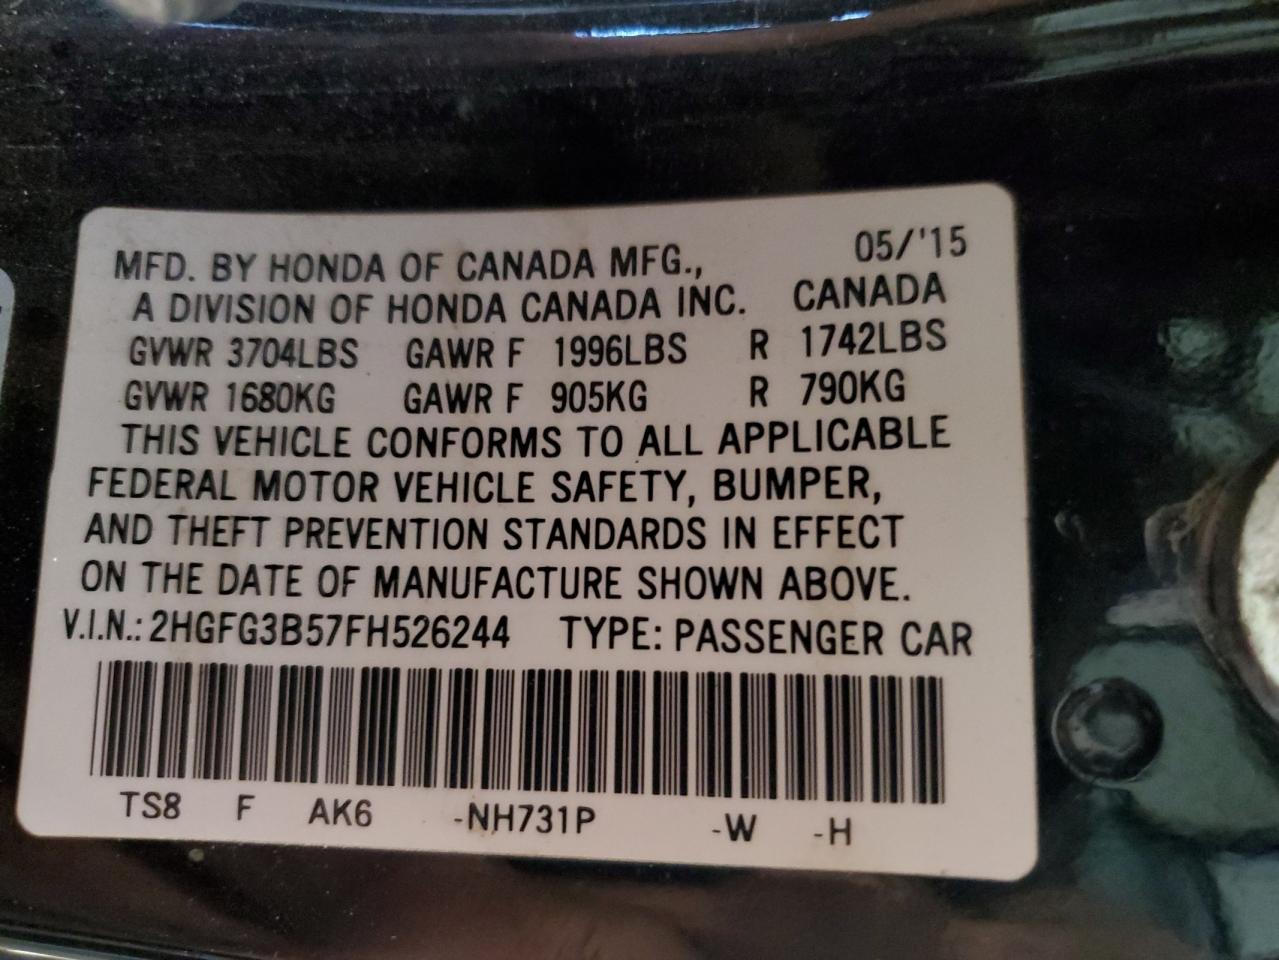 MFD. BY HONDA OF CANADA MFG., 05/'15
A DIVISION OF HONDA CANADA INC. CANADA
GVWR 3704LBS GAWR F 1996LBS R 1742LBS
GVWR 1680KG GAWR F 905KG R 790KG
THIS VEHICLE CONFORMS TO ALL APPLICABLE
FEDERAL MOTOR VEHICLE SAFETY, BUMPER,
AND THEFT PREVENTION STANDARDS IN EFFECT
ON THE DATE OF MANUFACTURE SHOWN ABOVE.
V.I.N.: 2HGFG3B57FH526244 TYPE: PASSENGER CAR
TS8 F AK6 -NH731P -W -H